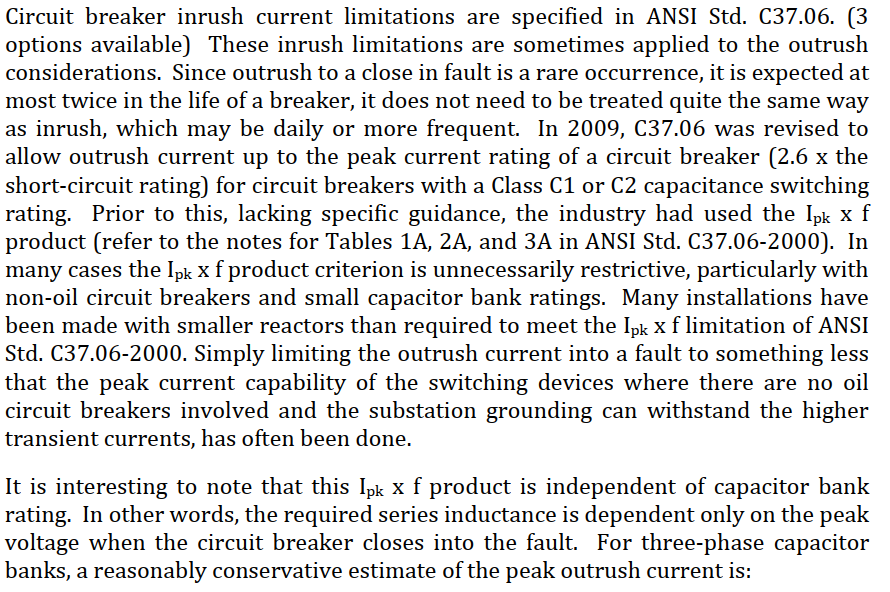 Circuit breaker inrush current limitations are specified in ANSI Std. C37.06. (3
options available)  These inrush limitations are sometimes applied to the outrush
considerations.  Since outrush to a close in fault is a rare occurrence, it is expected at
most twice in the life of a breaker, it does not need to be treated quite the same way
as inrush, which may be daily or more frequent.  In 2009, C37.06 was revised to
allow outrush current up to the peak current rating of a circuit breaker (2.6 x the
short-circuit rating) for circuit breakers with a Class C1 or C2 capacitance switching
rating.  Prior to this, lacking specific guidance, the industry had used the Ipk x f
product (refer to the notes for Tables 1A, 2A, and 3A in ANSI Std. C37.06-2000).  In
many cases the Ipk x f product criterion is unnecessarily restrictive, particularly with
non-oil circuit breakers and small capacitor bank ratings.  Many installations have
been made with smaller reactors than required to meet the Ipk x f limitation of ANSI
Std. C37.06-2000. Simply limiting the outrush current into a fault to something less
that the peak current capability of the switching devices where there are no oil
circuit breakers involved and the substation grounding can withstand the higher
transient currents, has often been done.
It is interesting to note that this Ipk x f product is independent of capacitor bank
rating.  In other words, the required series inductance is dependent only on the peak
voltage when the circuit breaker closes into the fault.  For three-phase capacitor
banks, a reasonably conservative estimate of the peak outrush current is: